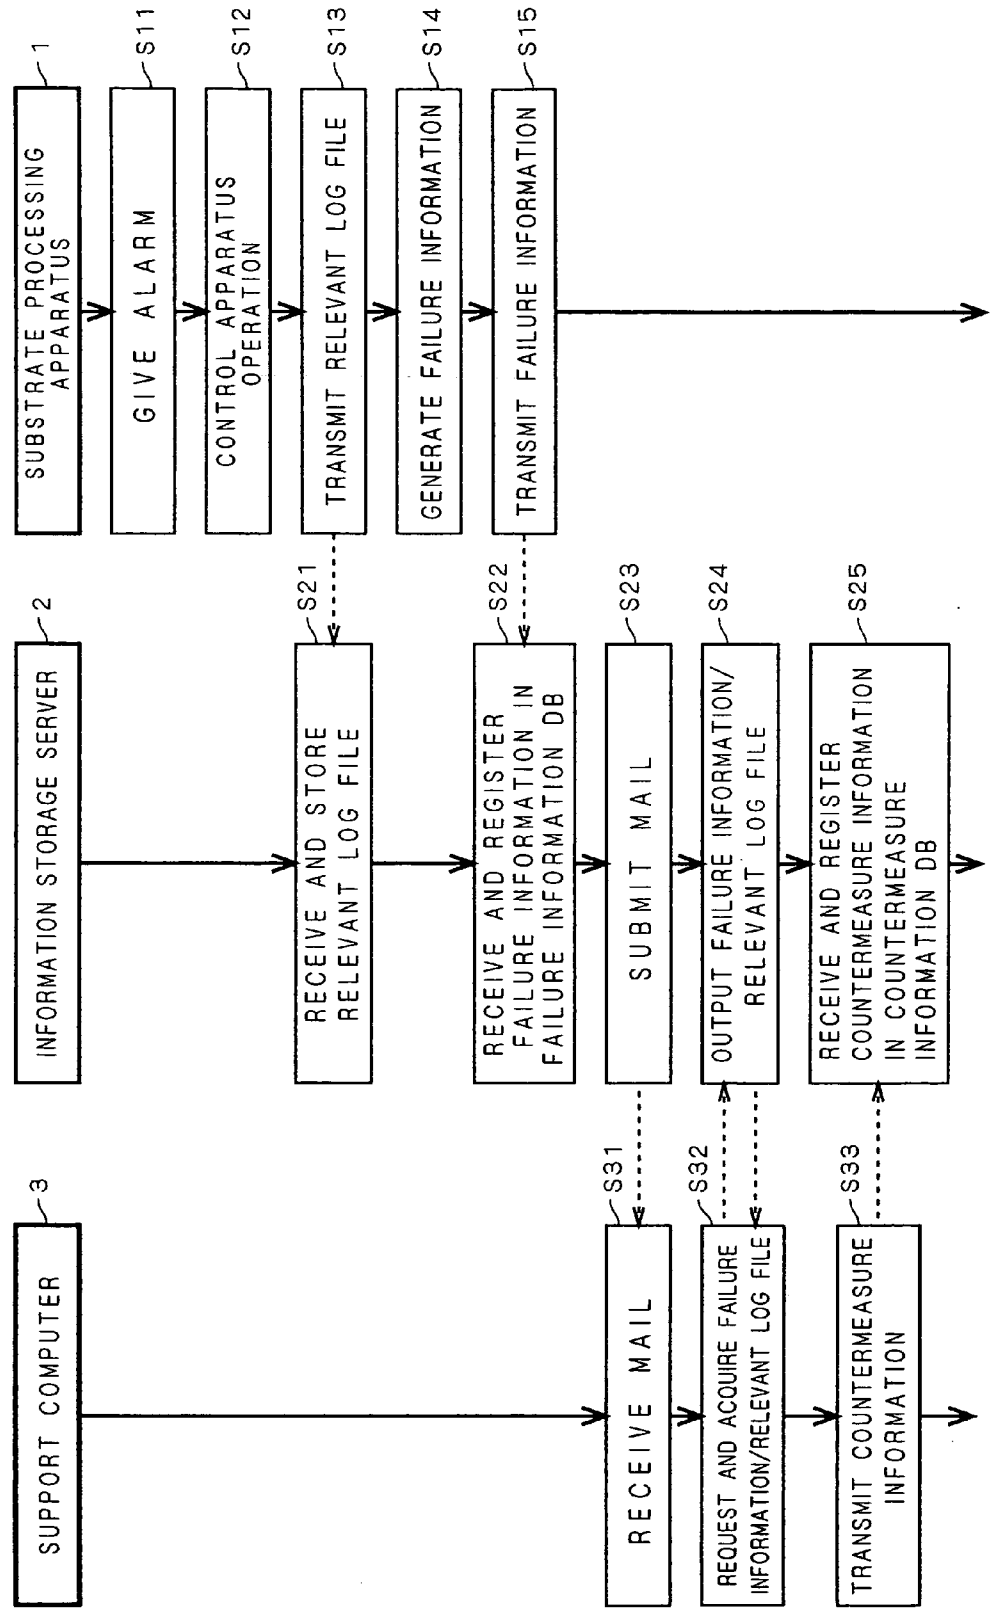 SUPPORT COMPUTER
3
RECEIVE MAIL
S31
REQUEST AND ACQUIRE FAILURE
INFORMATION/RELEVANT LOG FILE
S32
TRANSMIT COUNTERMEASURE
INFORMATION
S33
INFORMATION STORAGE SERVER
2
RECEIVE AND STORE
RELEVANT LOG FILE
S21
RECEIVE AND REGISTER
FAILURE INFORMATION IN
FAILURE INFORMATION DB
S22
SUBMIT MAIL
S23
OUTPUT FAILURE INFORMATION/
RELEVANT LOG FILE
S24
RECEIVE AND REGISTER
COUNTERMEASURE INFORMATION
IN COUNTERMEASURE
INFORMATION DB
S25
SUBSTRATE PROCESSING
APPARATUS
1
GIVE ALARM
S11
CONTROL APPARATUS
OPERATION
S12
TRANSMIT RELEVANT LOG FILE
S13
GENERATE FAILURE INFORMATION
S14
TRANSMIT FAILURE INFORMATION
S15